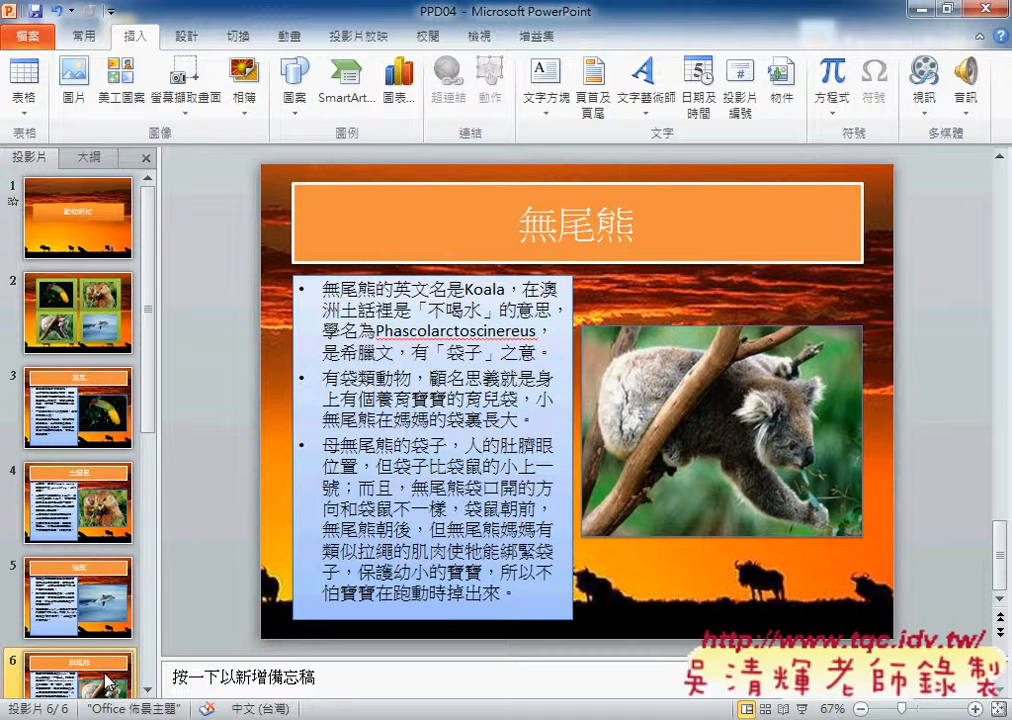 PPD04 - Microsoft PowerPoint
檔案 常用 插入 設計 切換 動畫 投影片放映 校閱 檢視 增益集
表格 圖片 美工圖案 螢幕擷取畫面 相簿 圖案 SmartArt... 圖表... 超連結 動作 文字方塊 頁首及頁尾 文字藝術師 日期及時間 投影片編號 物件 方程式 符號 視訊 音訊
表格 圖像 圖例 連結 文字 符號 多媒體
投影片 大綱
1
2
3
4
5
6
無尾熊
• 無尾熊的英文名是Koala，在澳
洲土話裡是「不喝水」的意思，
學名為Phascolarctoscinereus，
是希臘文，有「袋子」之意。
• 有袋類動物，顧名思義就是身
上有個養育寶寶的育兒袋，小
無尾熊在媽媽的袋裏長大。
• 母無尾熊的袋子，人的肚臍眼
位置，但袋子比袋鼠的小上一
號；而且，無尾熊袋口開的方
向和袋鼠不一樣，袋鼠朝前，
無尾熊朝後，但無尾熊媽媽有
類似拉繩的肌肉使牠能綁緊袋
子，保護幼小的寶寶，所以不
怕寶寶在跑動時掉出來。
按一下以新增備忘稿
http://www.tqc.idv.tw/
吳清輝老師錄製
投影片 6/6 "Office 佈景主題" 中文 (台灣) 67%